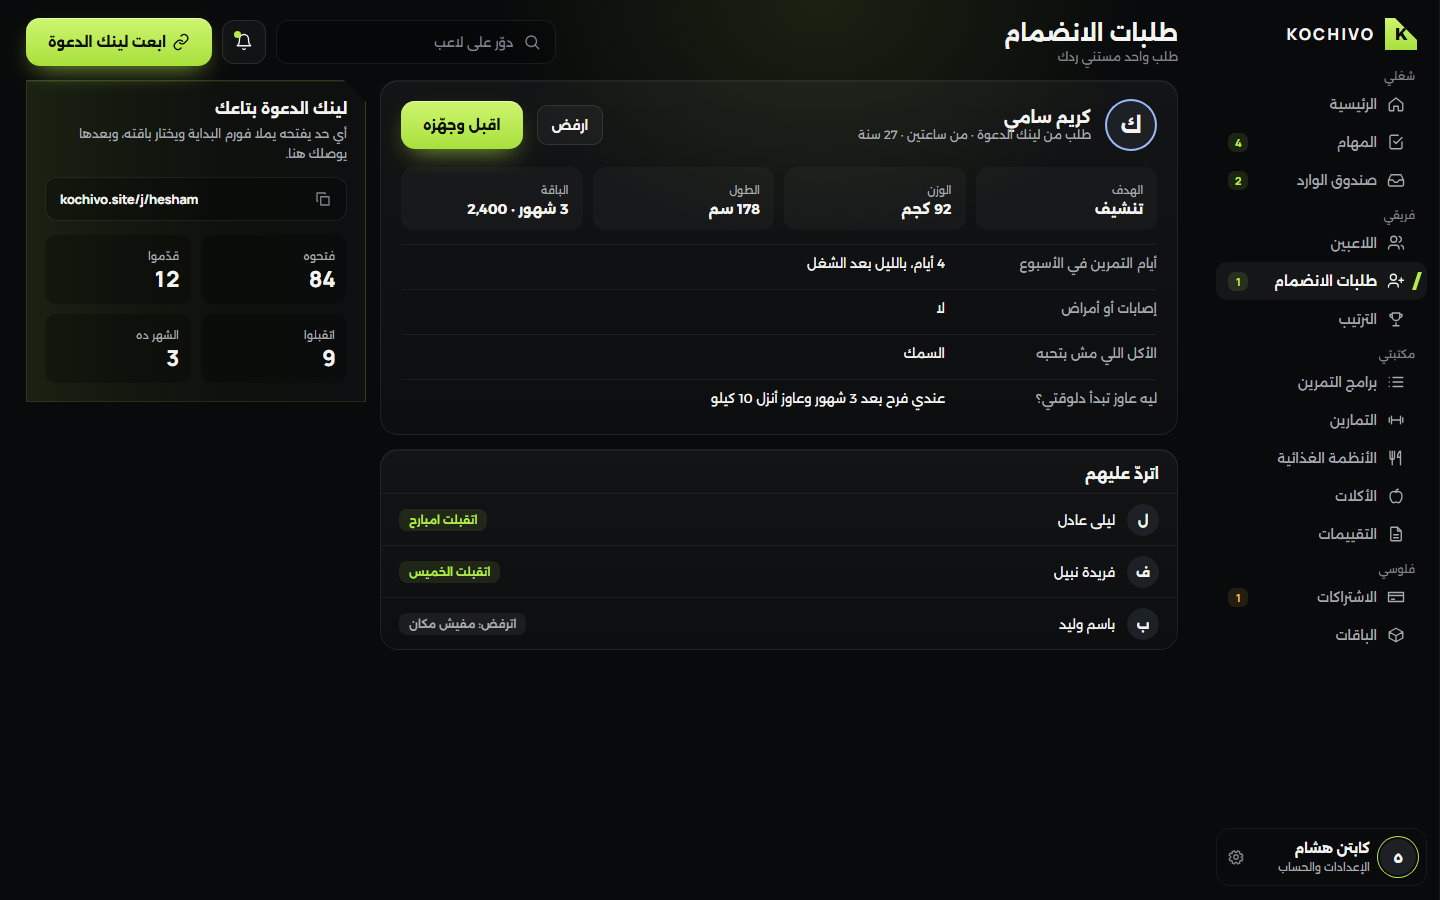 KOCHIVO
K
شغلي
الرئيسية
المهام
4
صندوق الوارد
2
فريقي
اللاعبين
طلبات الانضمام
1
الترتيب
مكتبتي
برامج التمرين
التمارين
الأنظمة الغذائية
الأكلات
التقييمات
فلوسي
الاشتراكات
1
الباقات
ه
كابتن هشام
الإعدادات والحساب
طلبات الانضمام
طلب واحد مستني ردك
دوّر على لاعب
ابعت لينك الدعوة
ك
كريم سامي
طلب من لينك الدعوة · من ساعتين · 27 سنة
ارفض
اقبل وجهّزه
الهدف
تنشيف
الوزن
92 كجم
الطول
178 سم
الباقة
3 شهور · 2,400
أيام التمرين في الأسبوع
4 أيام، بالليل بعد الشغل
إصابات أو أمراض
لا
الأكل اللي مش بتحبه
السمك
ليه عاوز تبدأ دلوقتي؟
عندي فرح بعد 3 شهور وعاوز أنزل 10 كيلو
اتردّ عليهم
ل
ليلى عادل
اتقبلت امبارح
ف
فريدة نبيل
اتقبلت الخميس
ب
باسم وليد
اترفض: مفيش مكان
لينك الدعوة بتاعك
أي حد يفتحه يملا فورم البداية ويختار باقته، وبعدها
يوصلك هنا.
kochivo.site/j/hesham
فتحوه
84
قدّموا
12
اتقبلوا
9
الشهر ده
3